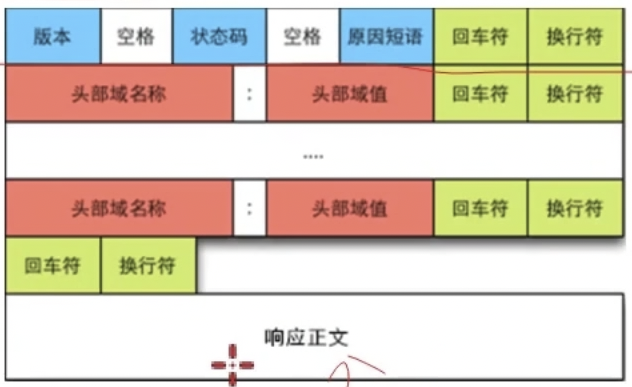 版本 空格 状态码 空格 原因短语 回车符 换行符
头部域名称 : 头部域值 回车符 换行符
....
头部域名称 : 头部域值 回车符 换行符
回车符 换行符
响应正文